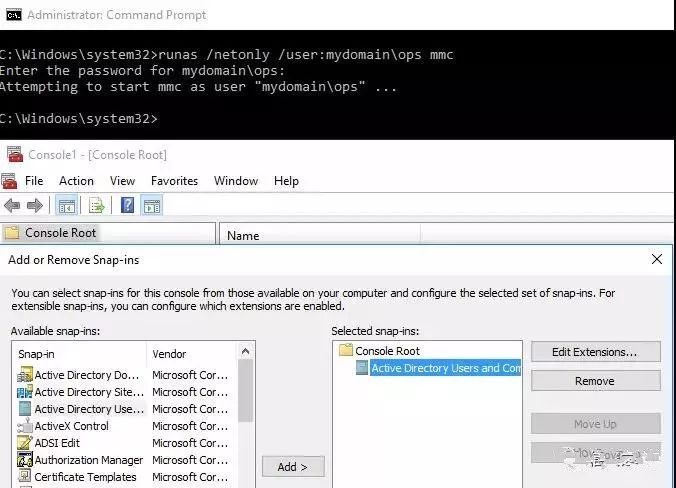 Administrator: Command Prompt
C:\Windows\system32>runas /netonly /user:mydomain\ops mmc
Enter the password for mydomain\ops:
Attempting to start mmc as user "mydomain\ops" ...
C:\Windows\system32>
Console1 - [Console Root]
File Action View Favorites Window Help
Console Root
Name
Add or Remove Snap-ins
You can select snap-ins for this console from those available on your computer and configure the selected set of snap-ins. For
extensible snap-ins, you can configure which extensions are enabled.
Available snap-ins:
Snap-in Vendor
Active Directory Do... Microsoft Cor...
Active Directory Site... Microsoft Cor...
Active Directory Use... Microsoft Cor...
ActiveX Control Microsoft Cor...
ADSI Edit Microsoft Cor...
Authorization Manager Microsoft Cor...
Certificate Templates Microsoft Cor...
Add >
Selected snap-ins:
Console Root
Active Directory Users and Com
Edit Extensions...
Remove
Move Up